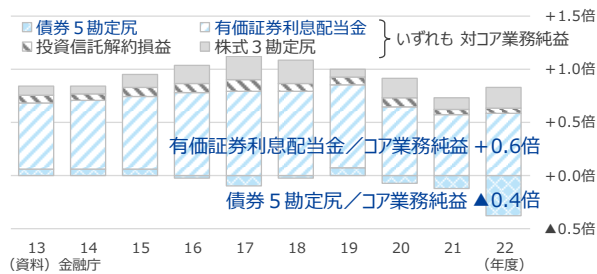 債券５勘定尻　有価証券利息配当金
投資信託解約損益　株式３勘定尻
いずれも 対コア業務純益
+1.5倍
+1.0倍
+0.5倍
有価証券利息配当金／コア業務純益 +0.6倍
+0.0倍
債券５勘定尻／コア業務純益 ▲0.4倍
▲0.5倍
13 14 15 16 17 18 19 20 21 22
（資料）金融庁　（年度）